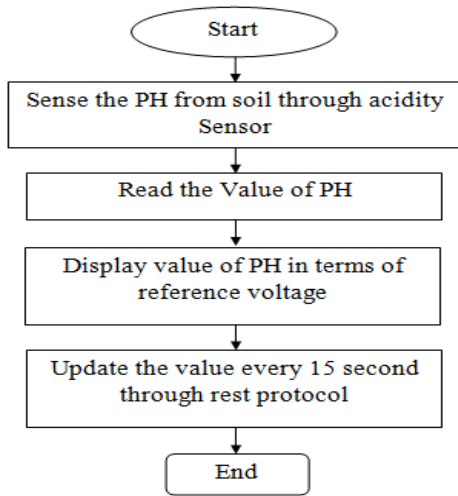 Start
Sense the PH from soil through acidity
Sensor
Read the Value of PH
Display value of PH in terms of
reference voltage
Update the value every 15 second
through rest protocol
End